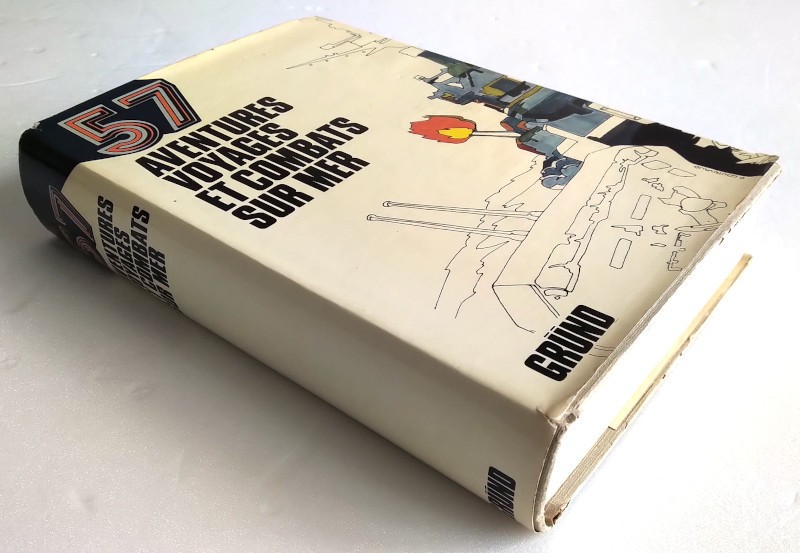 57
AVENTURES
VOYAGES
ET COMBATS
SUR MER
GRÜND
GRÜND